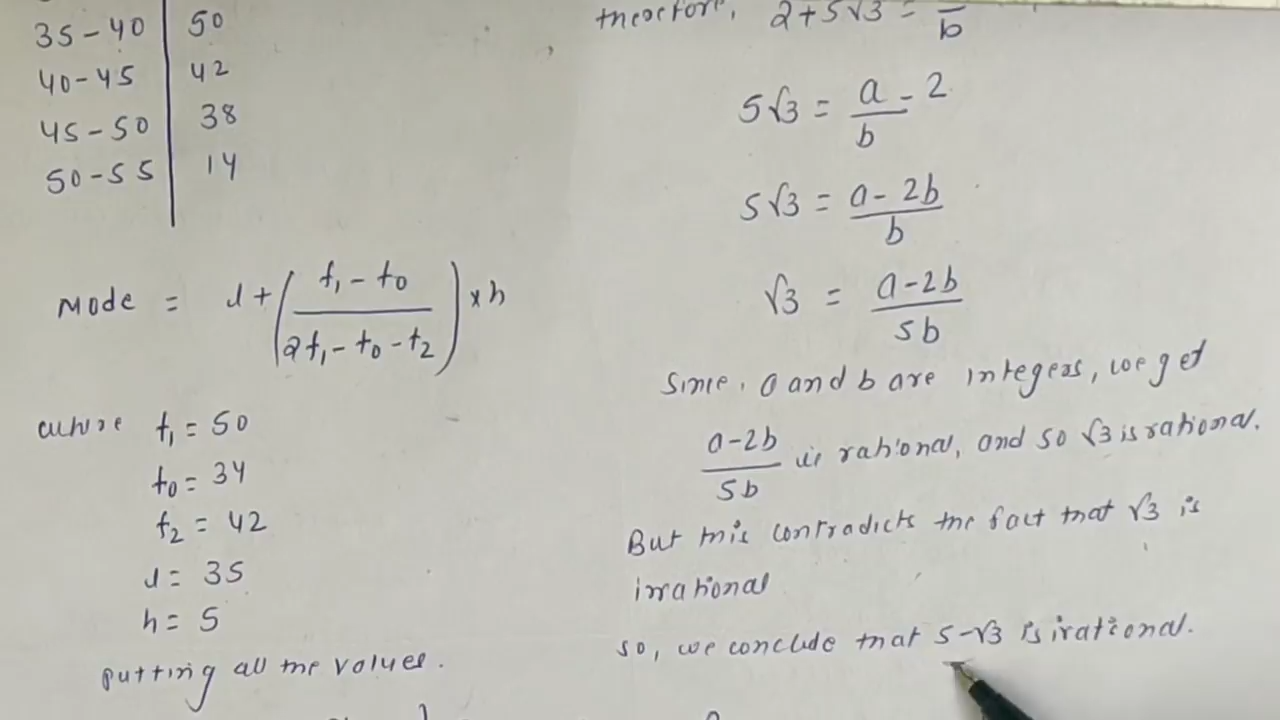 35-40 50
40-45 42
45-50 38
50-55 14
Mode = l+(f₁-f₀/2f₁-f₀-f₂)×h
where f₁ = 50
f₀ = 34
f₂ = 42
l = 35
h = 5
putting all the values.
therefore, 2+5√3 = /b
5√3 = a/b - 2
5√3 = a-2b/b
√3 = a-2b/5b
Since, a and b are integers, we get
a-2b/5b is rational, and so √3 is rational.
But this contradicts the fact that √3 is
irrational
so, we conclude that 5-√3 is irational.